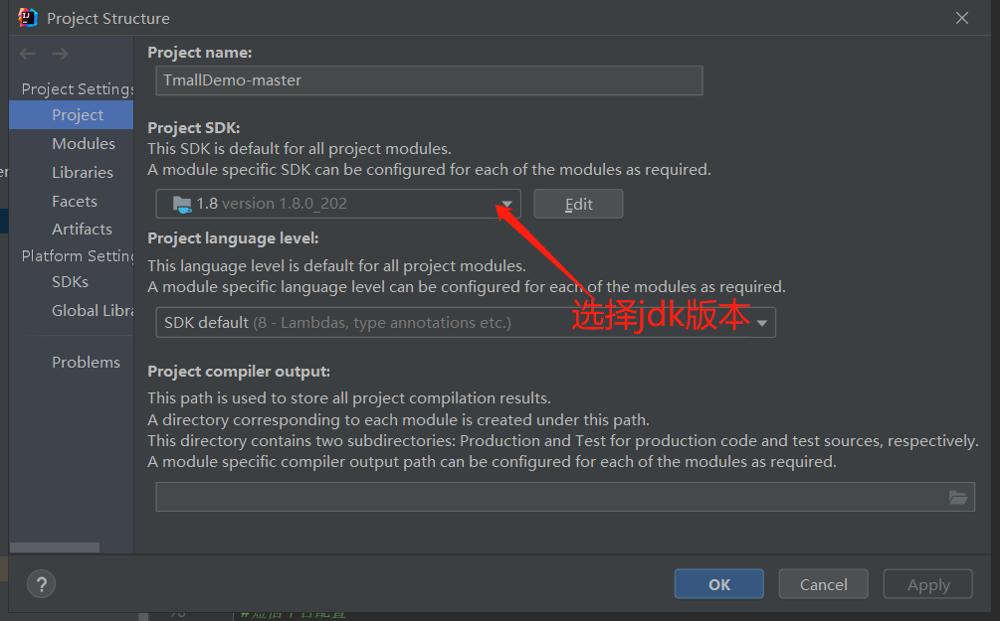 Project Structure
Project Settings
Project
Modules
Libraries
Facets
Artifacts
Platform Setting
SDKs
Global Libra
Problems
Project name:
TmallDemo-master
Project SDK:
This SDK is default for all project modules.
A module specific SDK can be configured for each of the modules as required.
1.8 version 1.8.0_202
Edit
Project language level:
This language level is default for all project modules.
A module specific language level can be configured for each of the modules as required.
选择jdk版本
SDK default (8 - Lambdas, type annotations etc.)
Project compiler output:
This path is used to store all project compilation results.
A directory corresponding to each module is created under this path.
This directory contains two subdirectories: Production and Test for production code and test sources, respectively.
A module specific compiler output path can be configured for each of the modules as required.
?
OK
Cancel
Apply